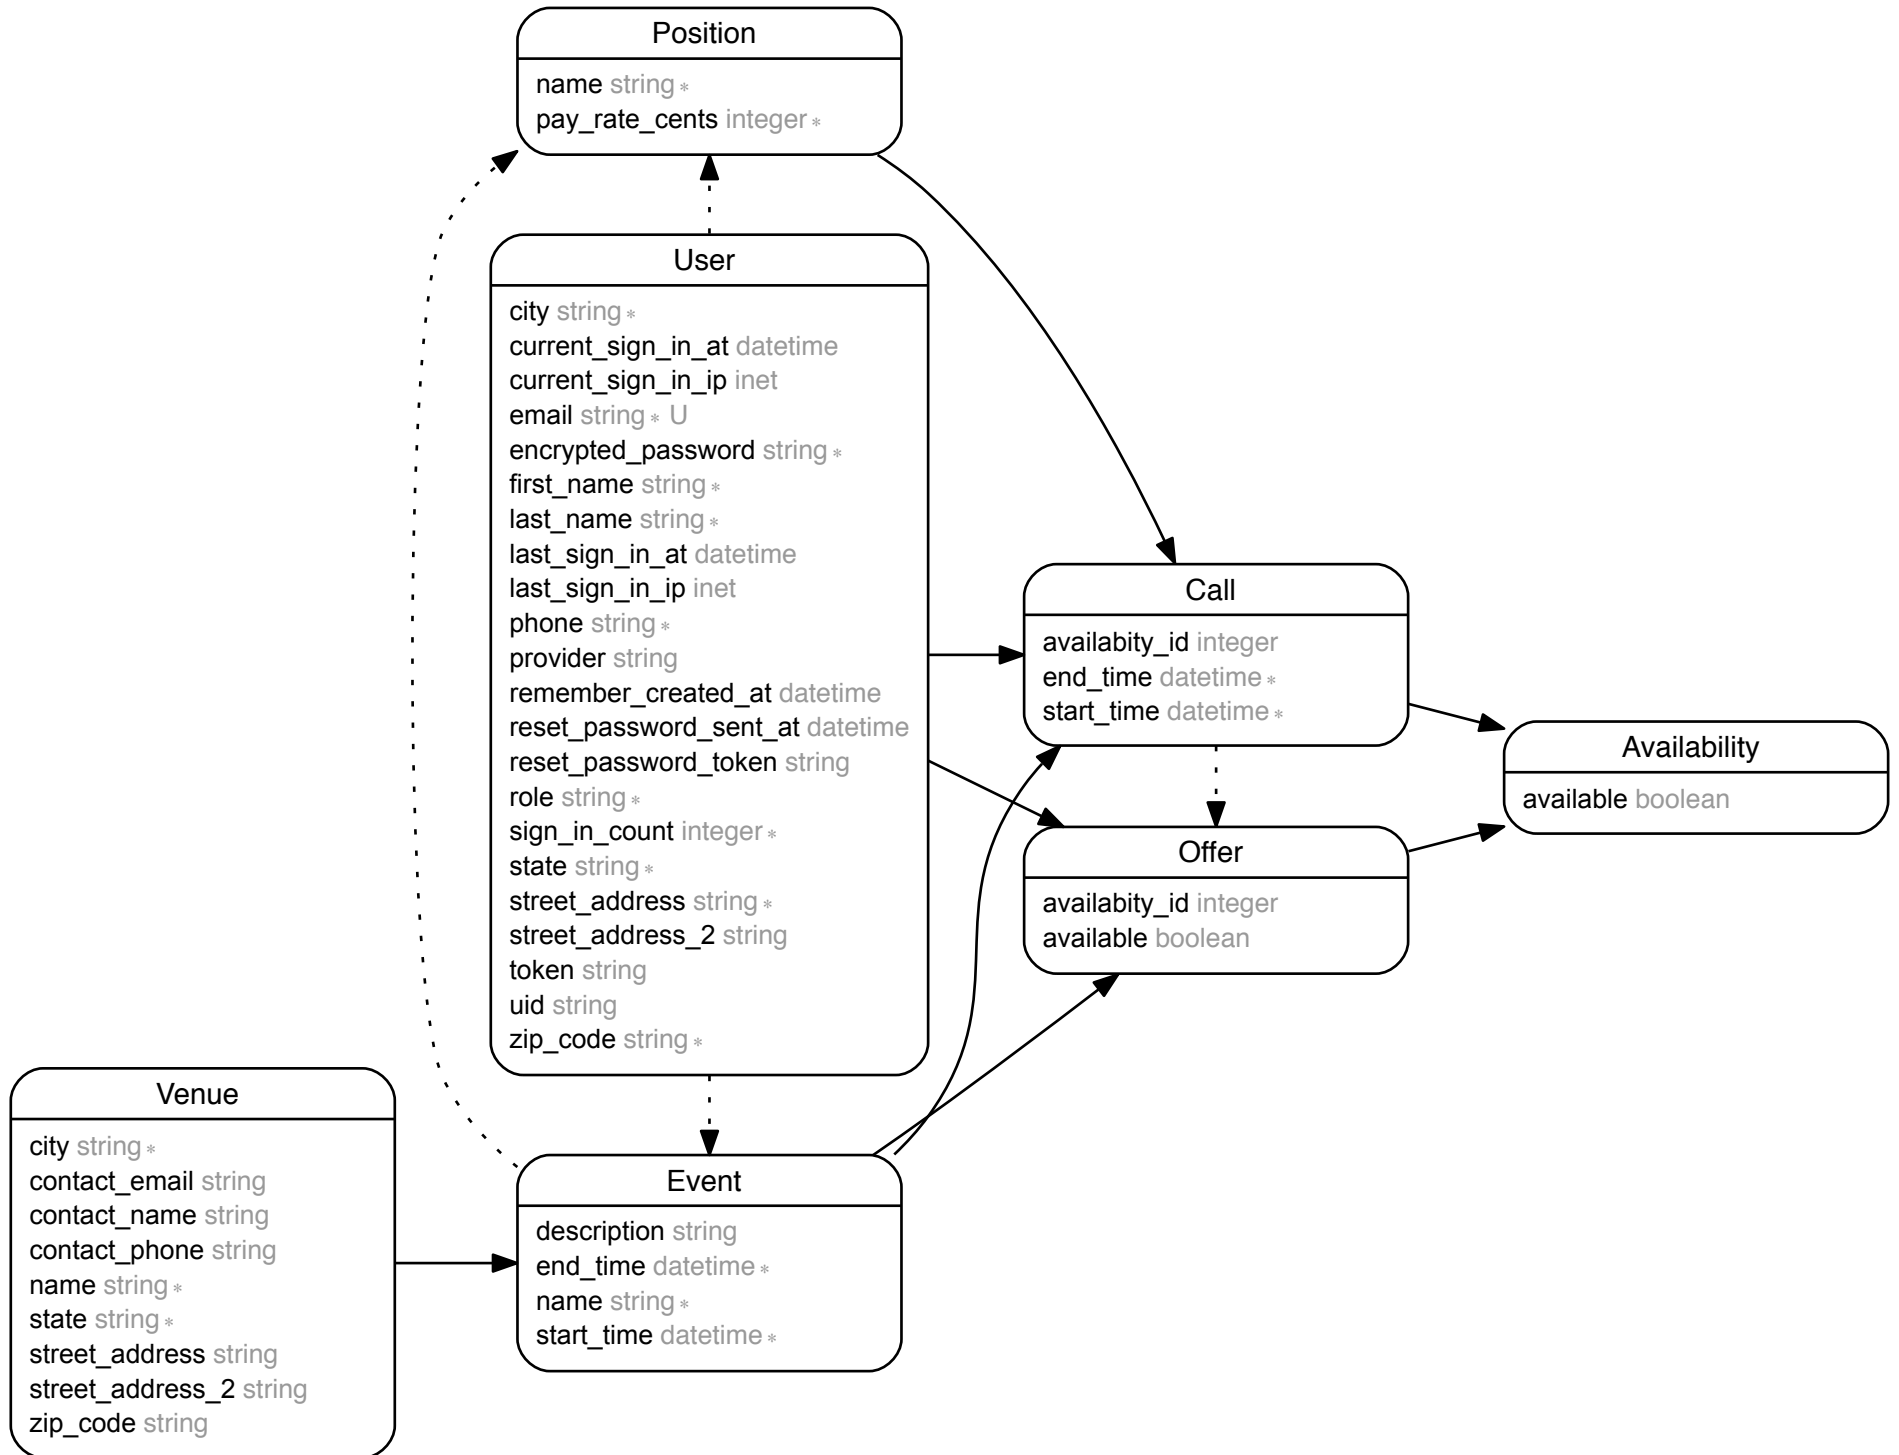 Position
name string *
pay_rate_cents integer *
User
city string *
current_sign_in_at datetime
current_sign_in_ip inet
email string * U
encrypted_password string *
first_name string *
last_name string *
last_sign_in_at datetime
last_sign_in_ip inet
phone string *
provider string
remember_created_at datetime
reset_password_sent_at datetime
reset_password_token string
role string *
sign_in_count integer *
state string *
street_address string *
street_address_2 string
token string
uid string
zip_code string *
Call
availabity_id integer
end_time datetime *
start_time datetime *
Availability
available boolean
Offer
availabity_id integer
available boolean
Venue
city string *
contact_email string
contact_name string
contact_phone string
name string *
state string *
street_address string
street_address_2 string
zip_code string
Event
description string
end_time datetime *
name string *
start_time datetime *